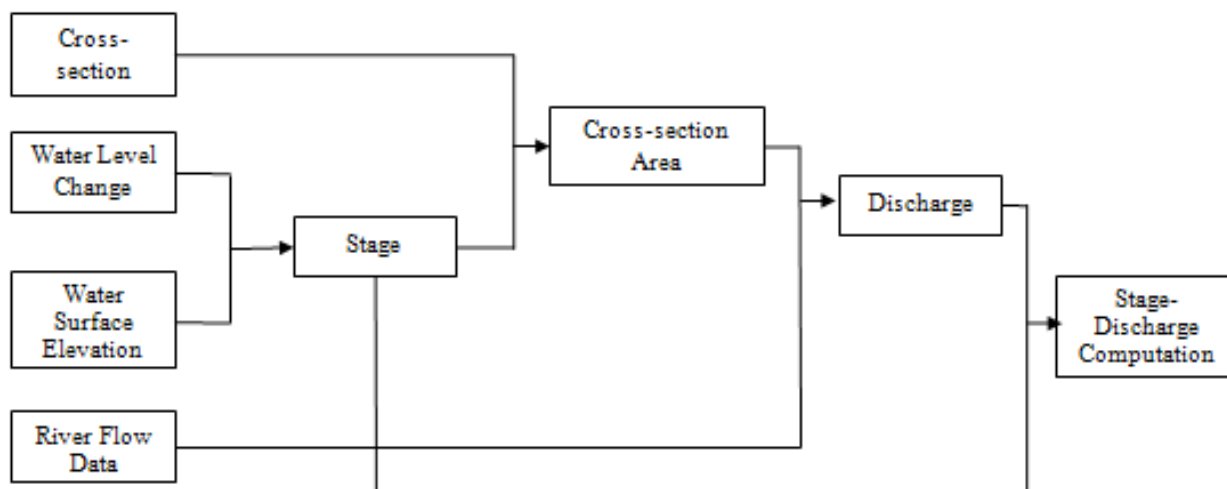 Cross-
section
Water Level
Change
Water
Surface
Elevation
River Flow
Data
Stage
Cross-section
Area
Discharge
Stage-
Discharge
Computation